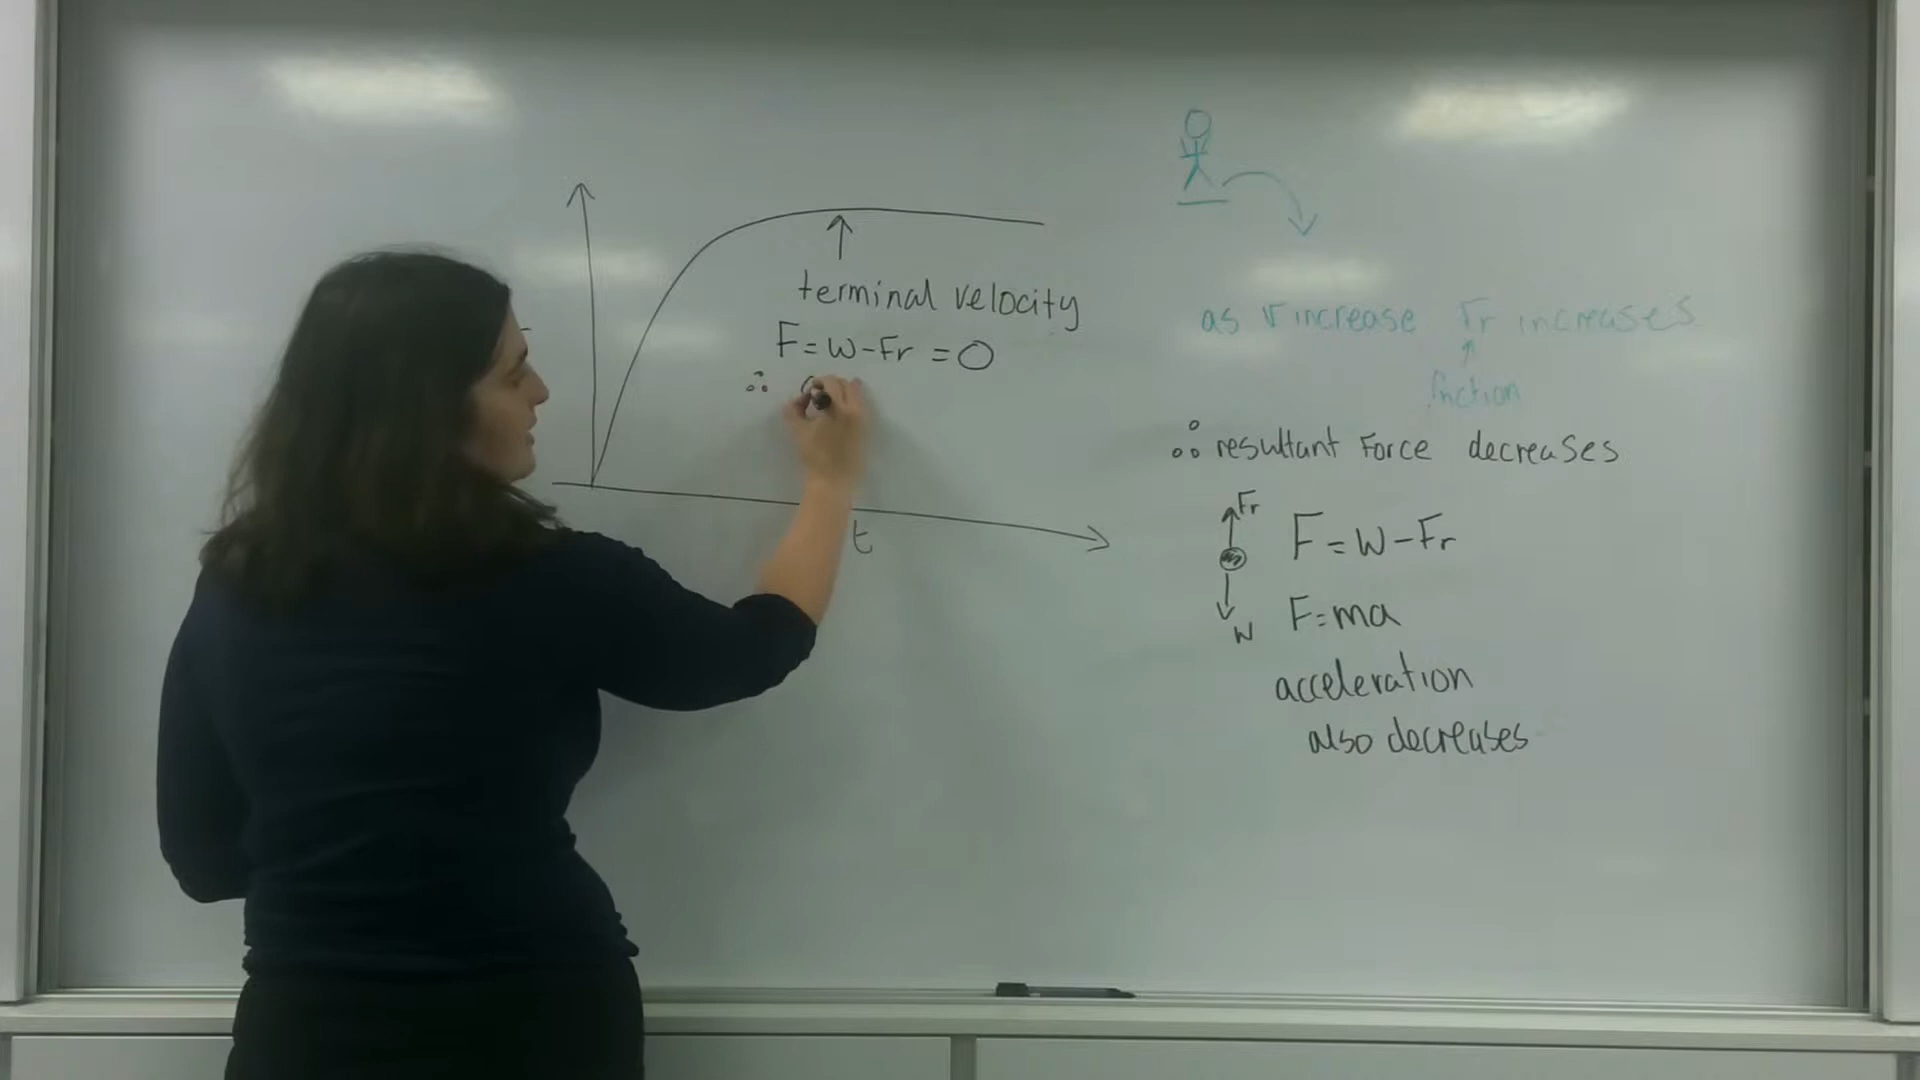 terminal velocity
F=W-Fr=0
∴
t
as v increase Fr increases
friction
∴ resultant Force decreases
Fr
F=W-Fr
m
W
F=ma
acceleration
also decreases